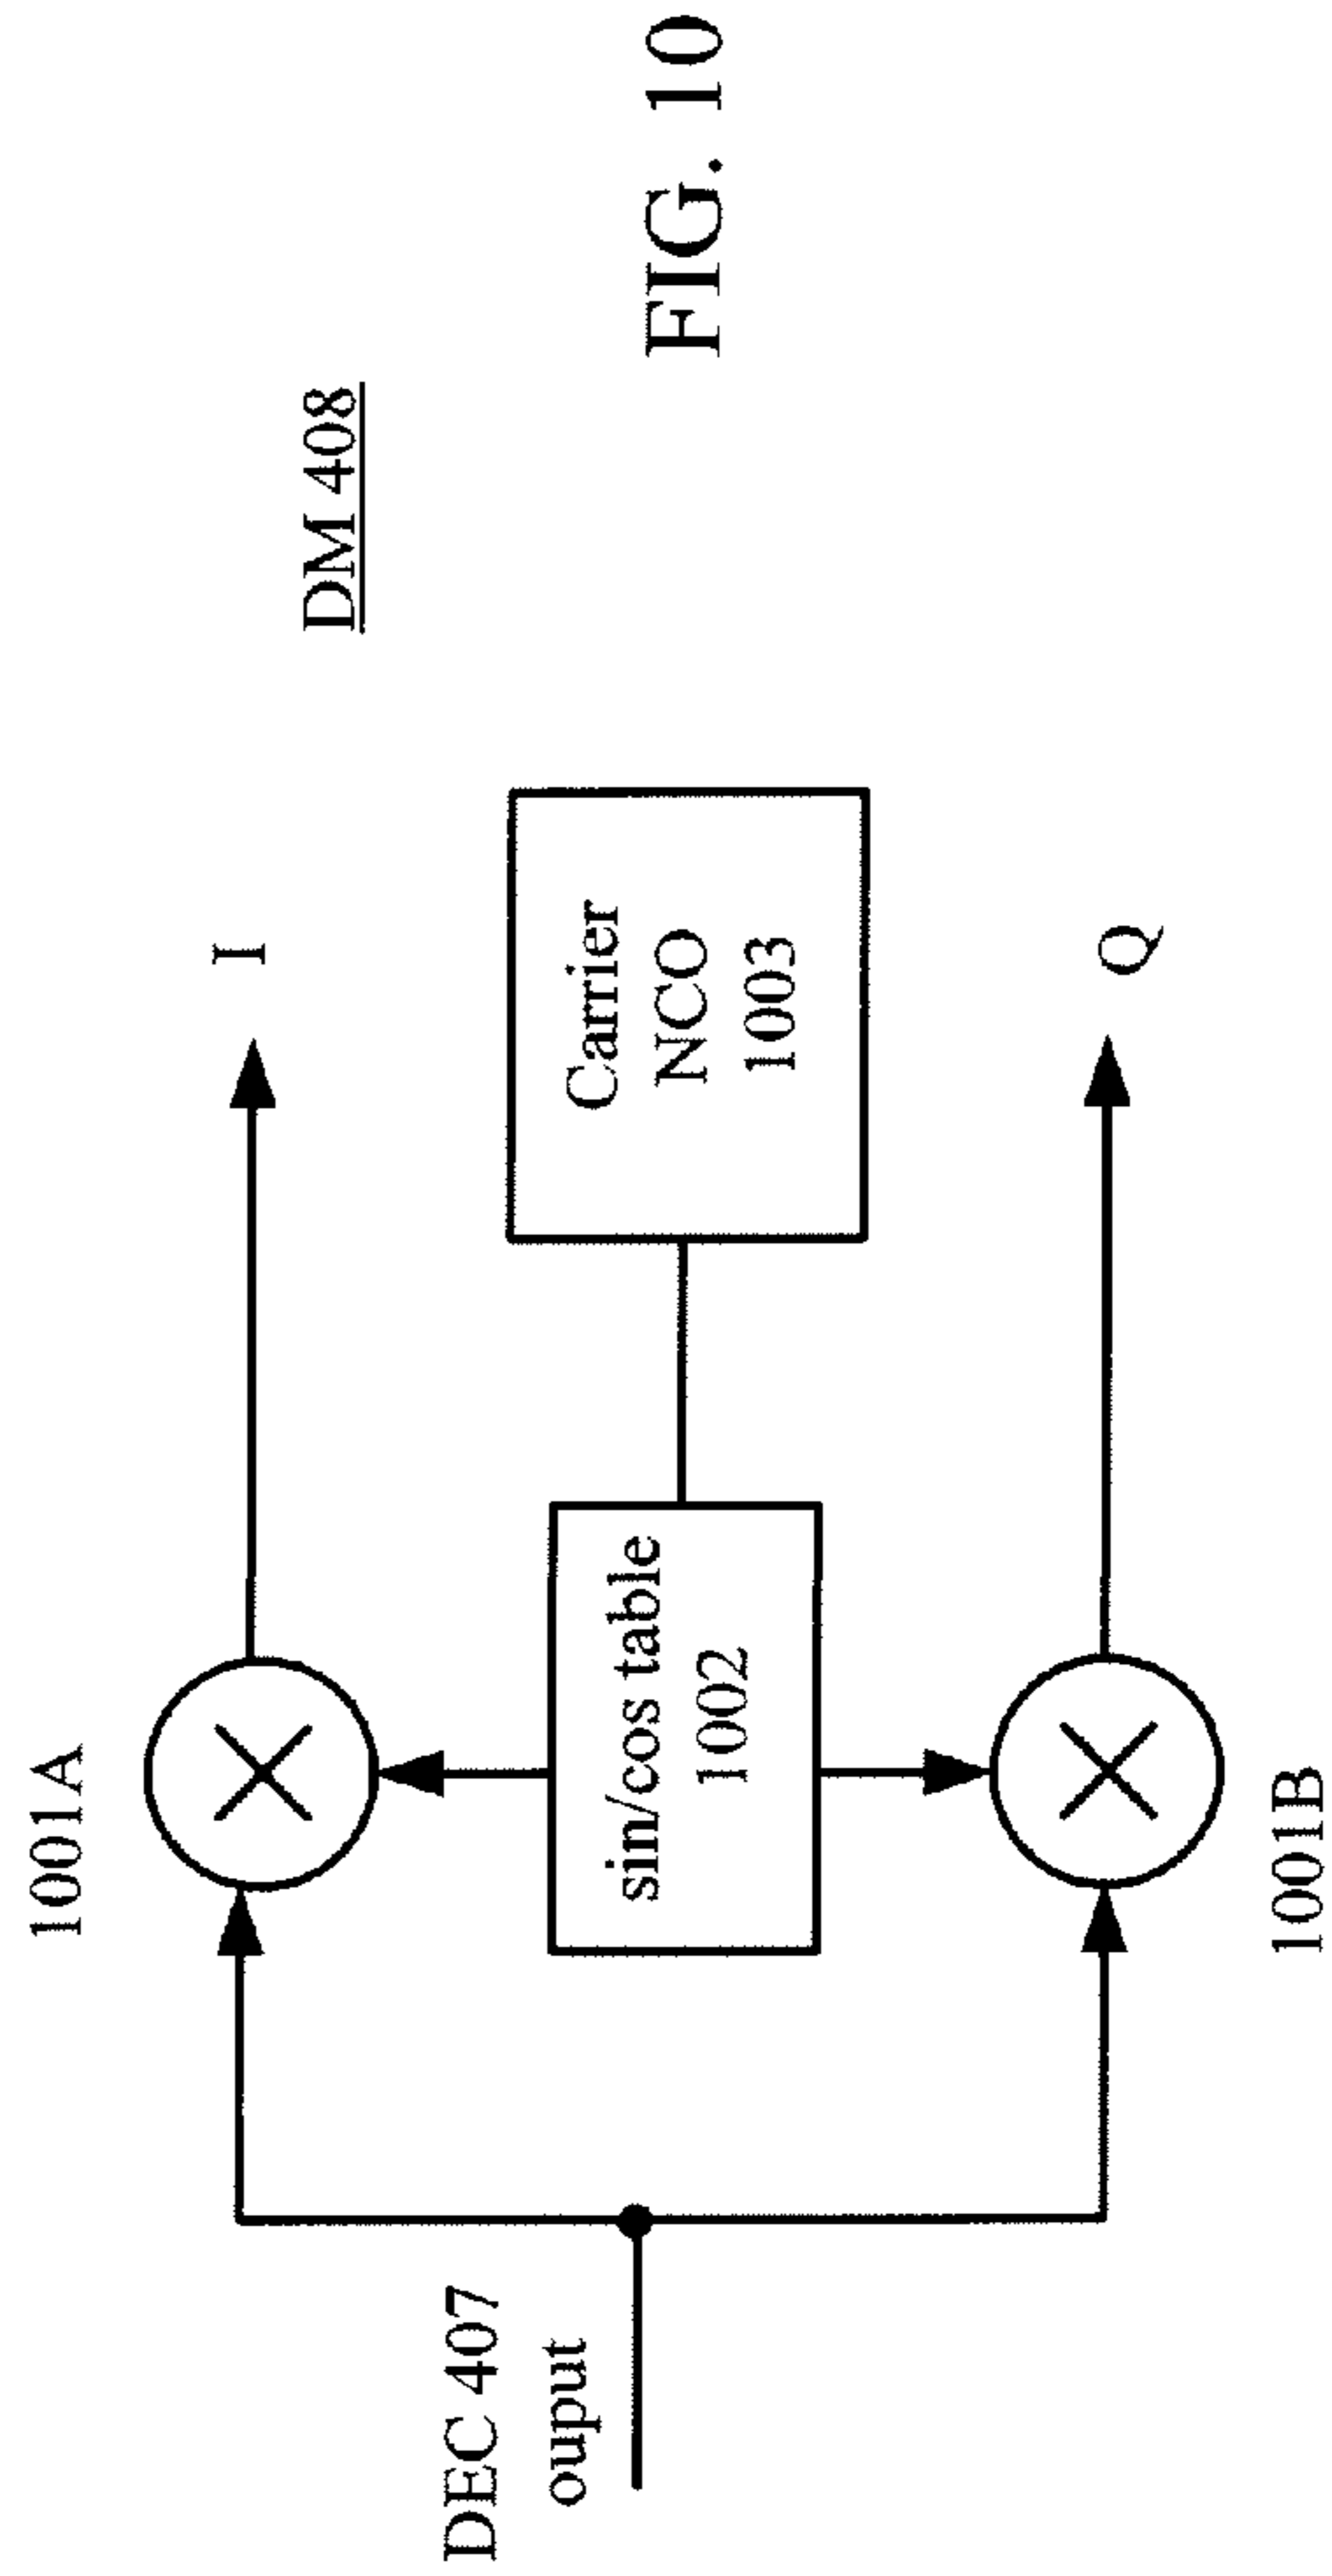 1001A
I
DM 408
DEC 407
ouput
sin/cos table
1002
Carrier
NCO
1003
Q
1001B
FIG. 10